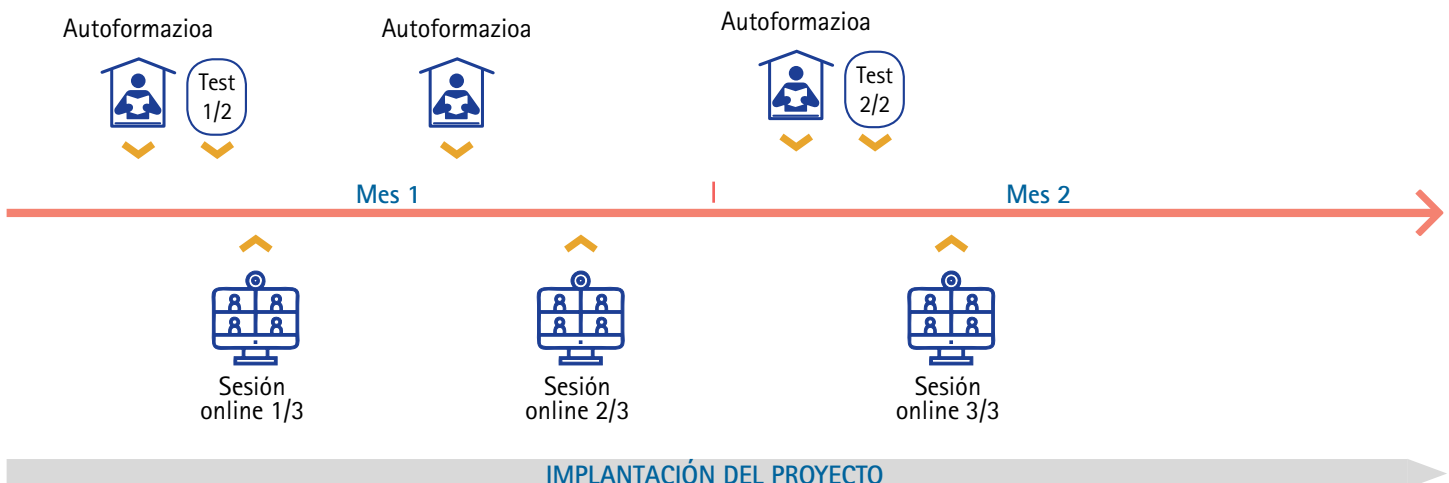 Autoformazioa
Autoformazioa
Autoformazioa
Test
1/2
Test
2/2
Mes 1
Mes 2
Sesión
online 1/3
Sesión
online 2/3
Sesión
online 3/3
IMPLANTACIÓN DEL PROYECTO